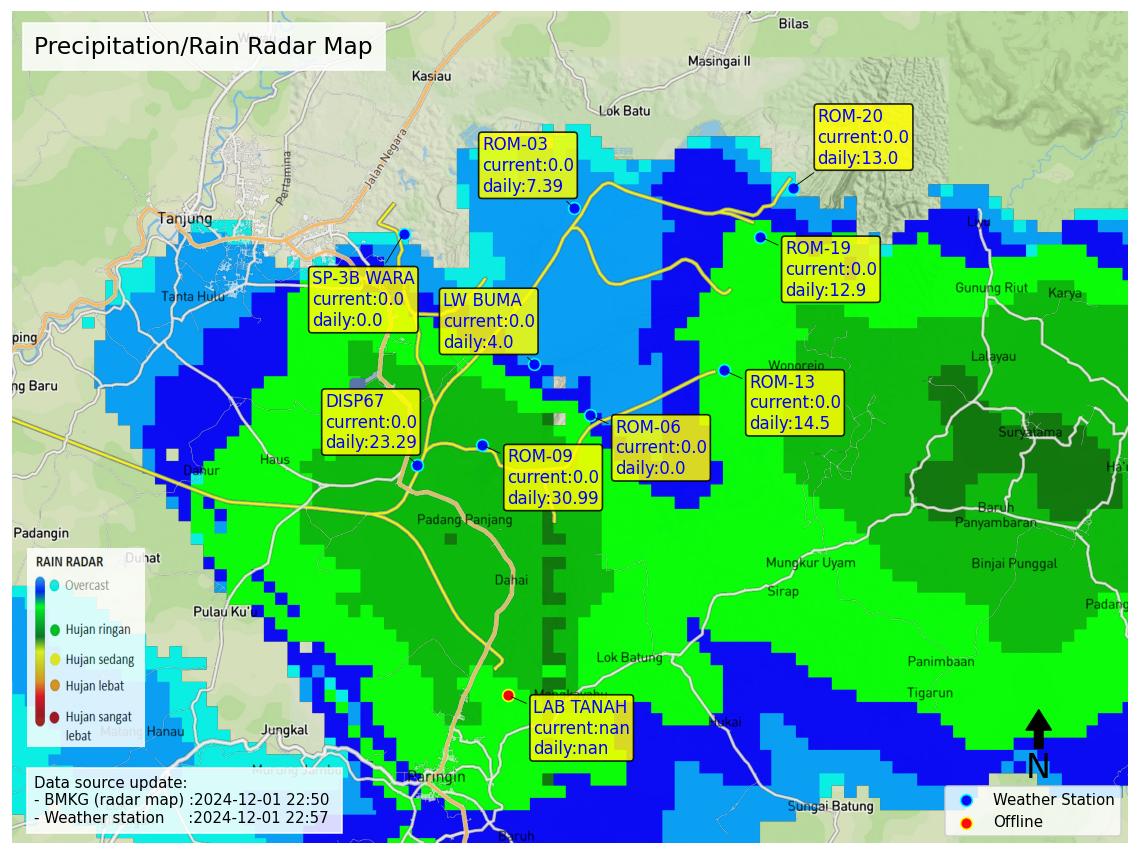 Precipitation/Rain Radar Map
Bilas
Kasiau
Masingai II
Lok Batu
Jalan Negara
Pertamina
Tanjung
ROM-03
current:0.0
daily:7.39
ROM-20
current:0.0
daily:13.0
ROM-19
current:0.0
daily:12.9
SP-3B WARA
current:0.0
daily:0.0
LW BUMA
current:0.0
daily:4.0
Tanta Hulu
Liyu
Gunung Riut
Karya
Lalayau
ping
ng Baru
Wonorejo
ROM-13
current:0.0
daily:14.5
DISP67
current:0.0
daily:23.29
ROM-06
current:0.0
daily:0.0
ROM-09
current:0.0
daily:30.99
Haus
Danur
Suryatama
Baruh
Panyambaran
Padang Panjang
Padangin
Duhat
Dahai
Mungkur Uyam
Binjai Punggal
Sirap
Padang
Pulau Ku'u
RAIN RADAR
Overcast
Hujan ringan
Hujan sedang
Hujan lebat
Hujan sangat
lebat
Lok Batung
Panimbaan
Tigarun
LAB TANAH
current:nan
daily:nan
Hukai
Matang Hanau
Jungkal
Murung Jambu
Paringin
Baruh
Sungai Batung
N
Data source update:
- BMKG (radar map) :2024-12-01 22:50
- Weather station :2024-12-01 22:57
Weather Station
Offline